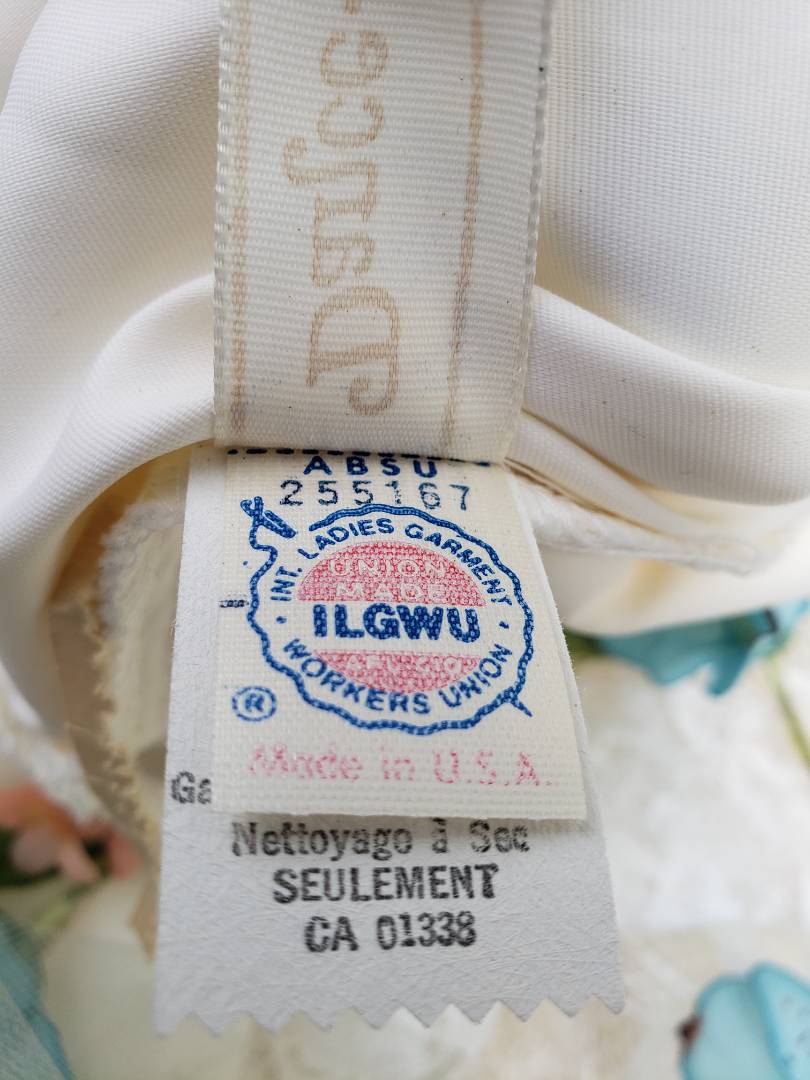 ABSU
255167
INT. LADIES GARMENT
UNION
MADE
ILGWU
AFL CIO
WORKERS UNION
®
Made in U.S.A.
Ga
Nettoyago à Sec
SEULEMENT
CA 01338